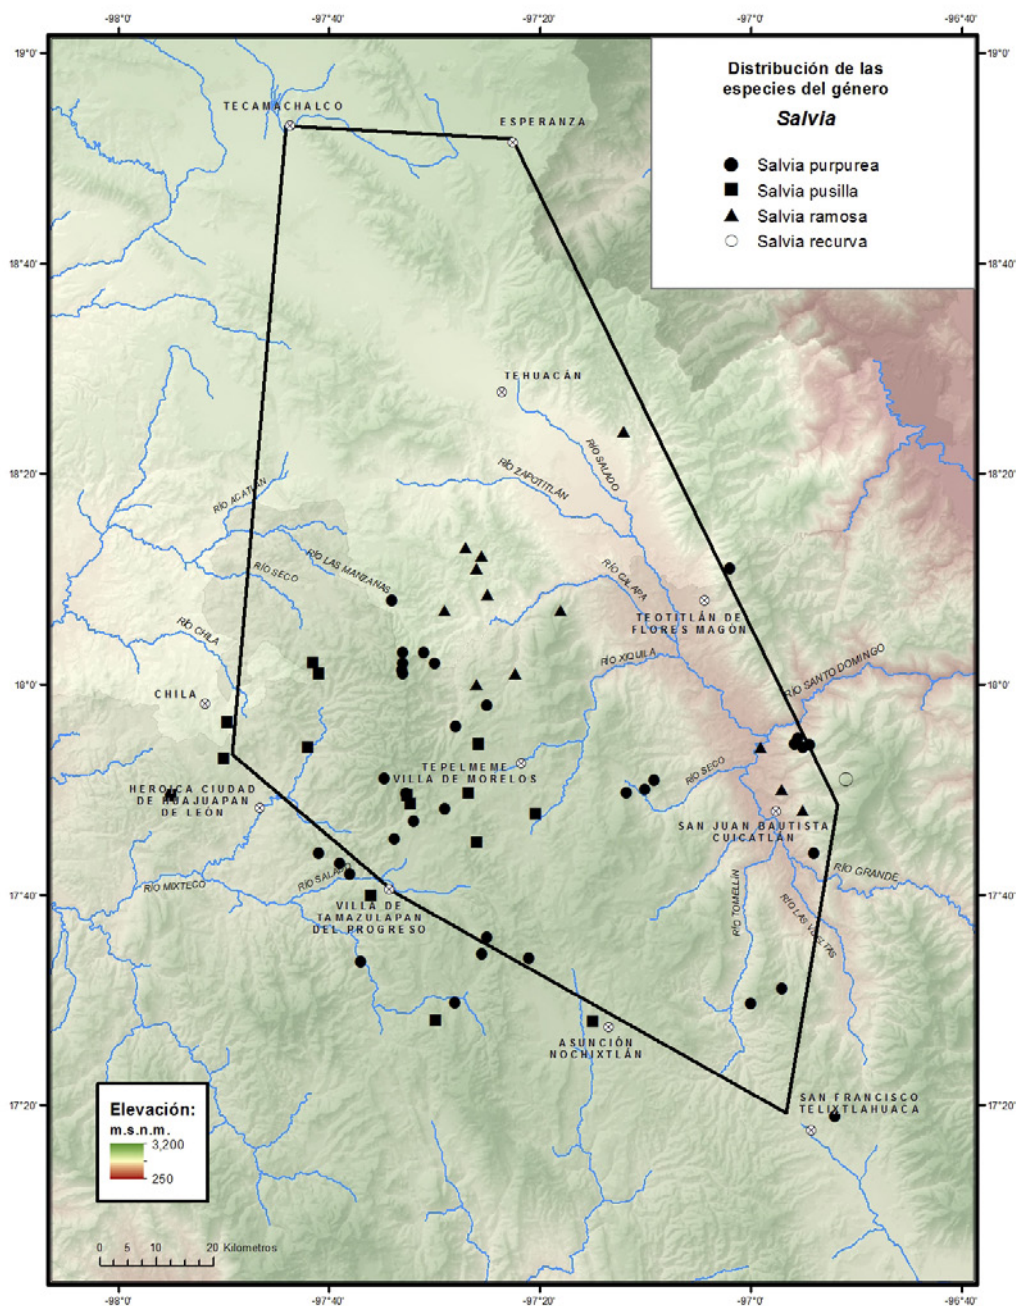 -98°0'
-97°40'
-97°20'
-97°0'
-96°40'
19°0'
19°0'
Distribución de las
especies del género
Salvia
Salvia purpurea
Salvia pusilla
Salvia ramosa
Salvia recurva
TECAMACHALCO
ESPERANZA
18°40'
18°40'
TEHUACÁN
RÍO SALADO
RÍO ZAPOTITLÁN
18°20'
18°20'
RÍO ACATLÁN
RÍO LAS MANZANAS
RÍO SECO
RÍO CALAPA
TEOTITLÁN DE
FLORES MAGÓN
RÍO CHILA
RÍO XIQUILA
RÍO SANTO DOMINGO
18°0'
18°0'
CHILA
TEPELMEME
VILLA DE MORELOS
RÍO SECO
HEROICA CIUDAD
DE HUAJUAPAN
DE LEÓN
SAN JUAN BAUTISTA
CUICATLÁN
RÍO GRANDE
RÍO MIXTECO
RÍO SALADO
17°40'
17°40'
VILLA DE
TAMAZULAPAN
DEL PROGRESO
RÍO TOMELLÍN
RÍO LAS VUELTAS
ASUNCIÓN
NOCHIXTLÁN
SAN FRANCISCO
TELIXTLAHUACA
17°20'
17°20'
Elevación:
m.s.n.m.
3,200
250
0 5 10 20 Kilometros
-98°0'
-97°40'
-97°20'
-97°0'
-96°40'